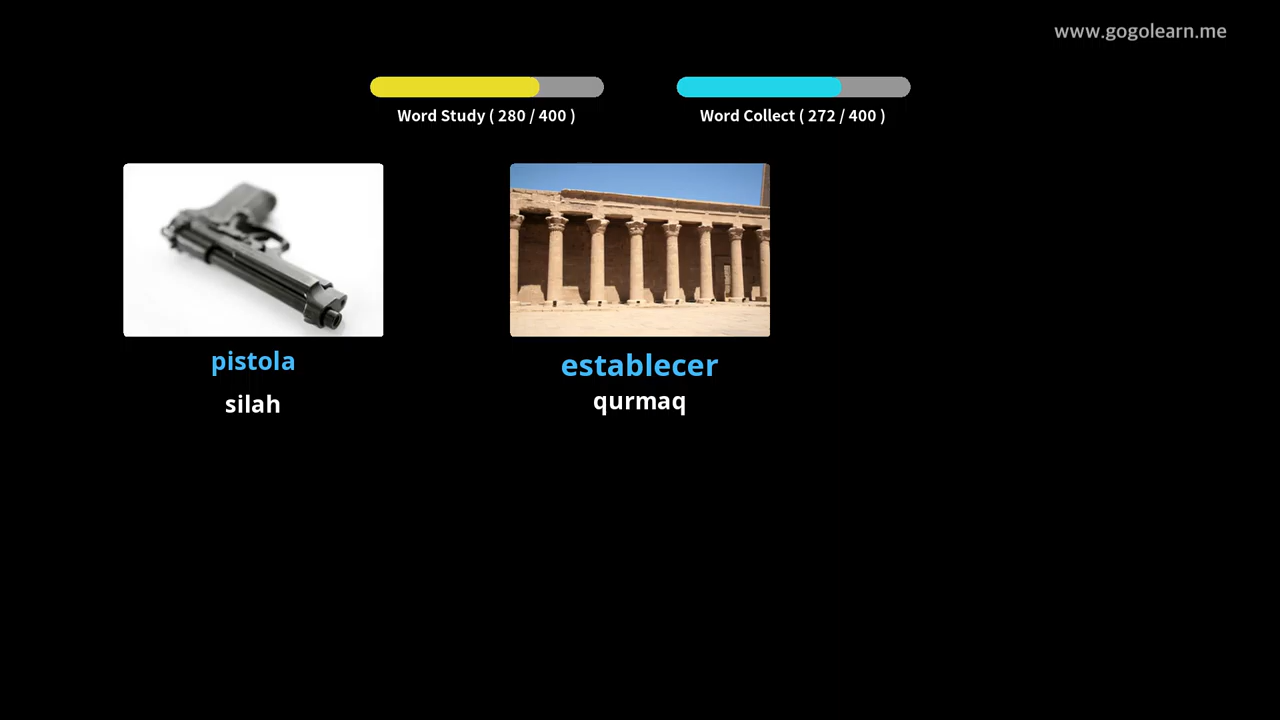 www.gogolearn.me
Word Study ( 280 / 400 )
Word Collect ( 272 / 400 )
pistola
silah
establecer
qurmaq